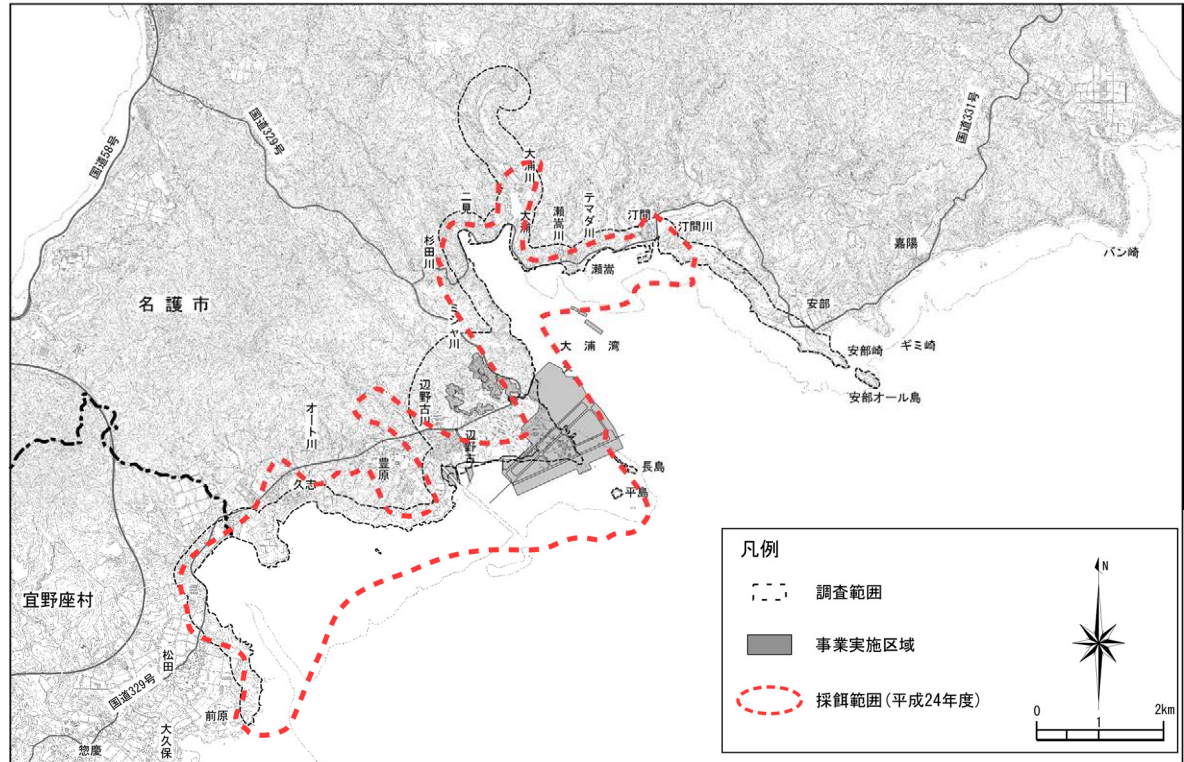 国道58号
国道329号
国道331号
大浦川
二見
大浦
瀬嵩川
テマダ川
汀間
汀間川
杉田川
瀬嵩
嘉陽
バン崎
名護市
ミジャ川
安部
大浦湾
安部崎
ギミ崎
安部オール島
辺野古川
オート川
辺野古
豊原
久志
長島
平島
宜野座村
松田
国道329号
前原
大久保
惣慶
凡例
調査範囲
事業実施区域
採餌範囲(平成24年度)
N
0 1 2km